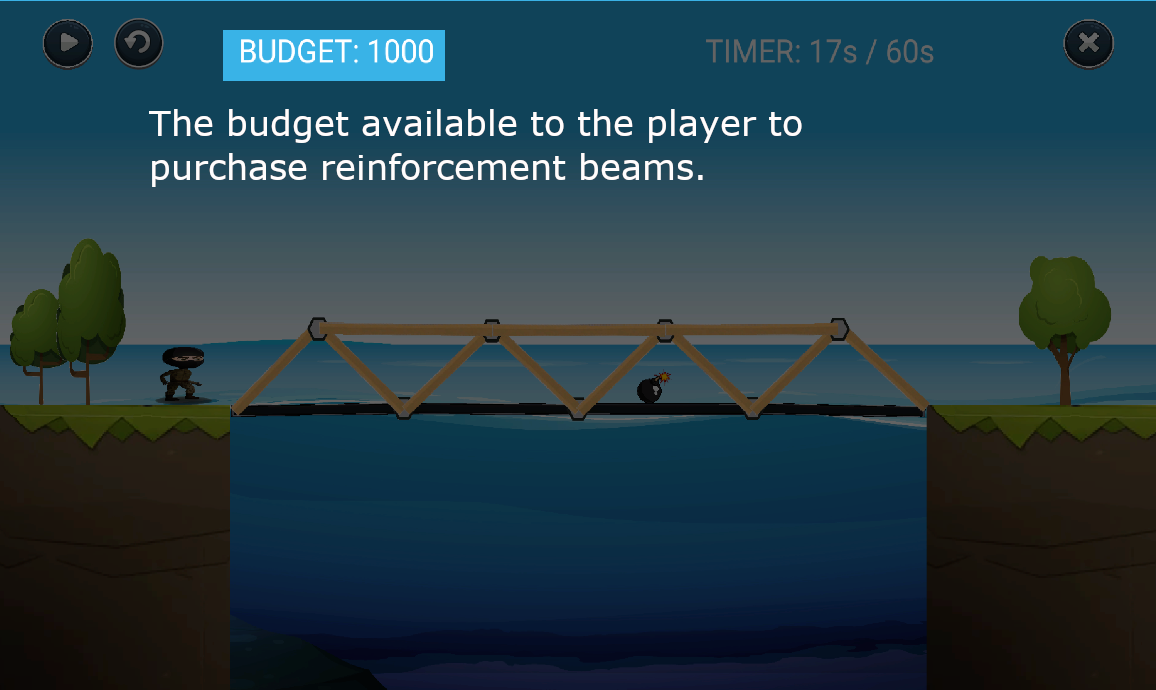 BUDGET: 1000
TIMER: 17s / 60s
The budget available to the player to
purchase reinforcement beams.